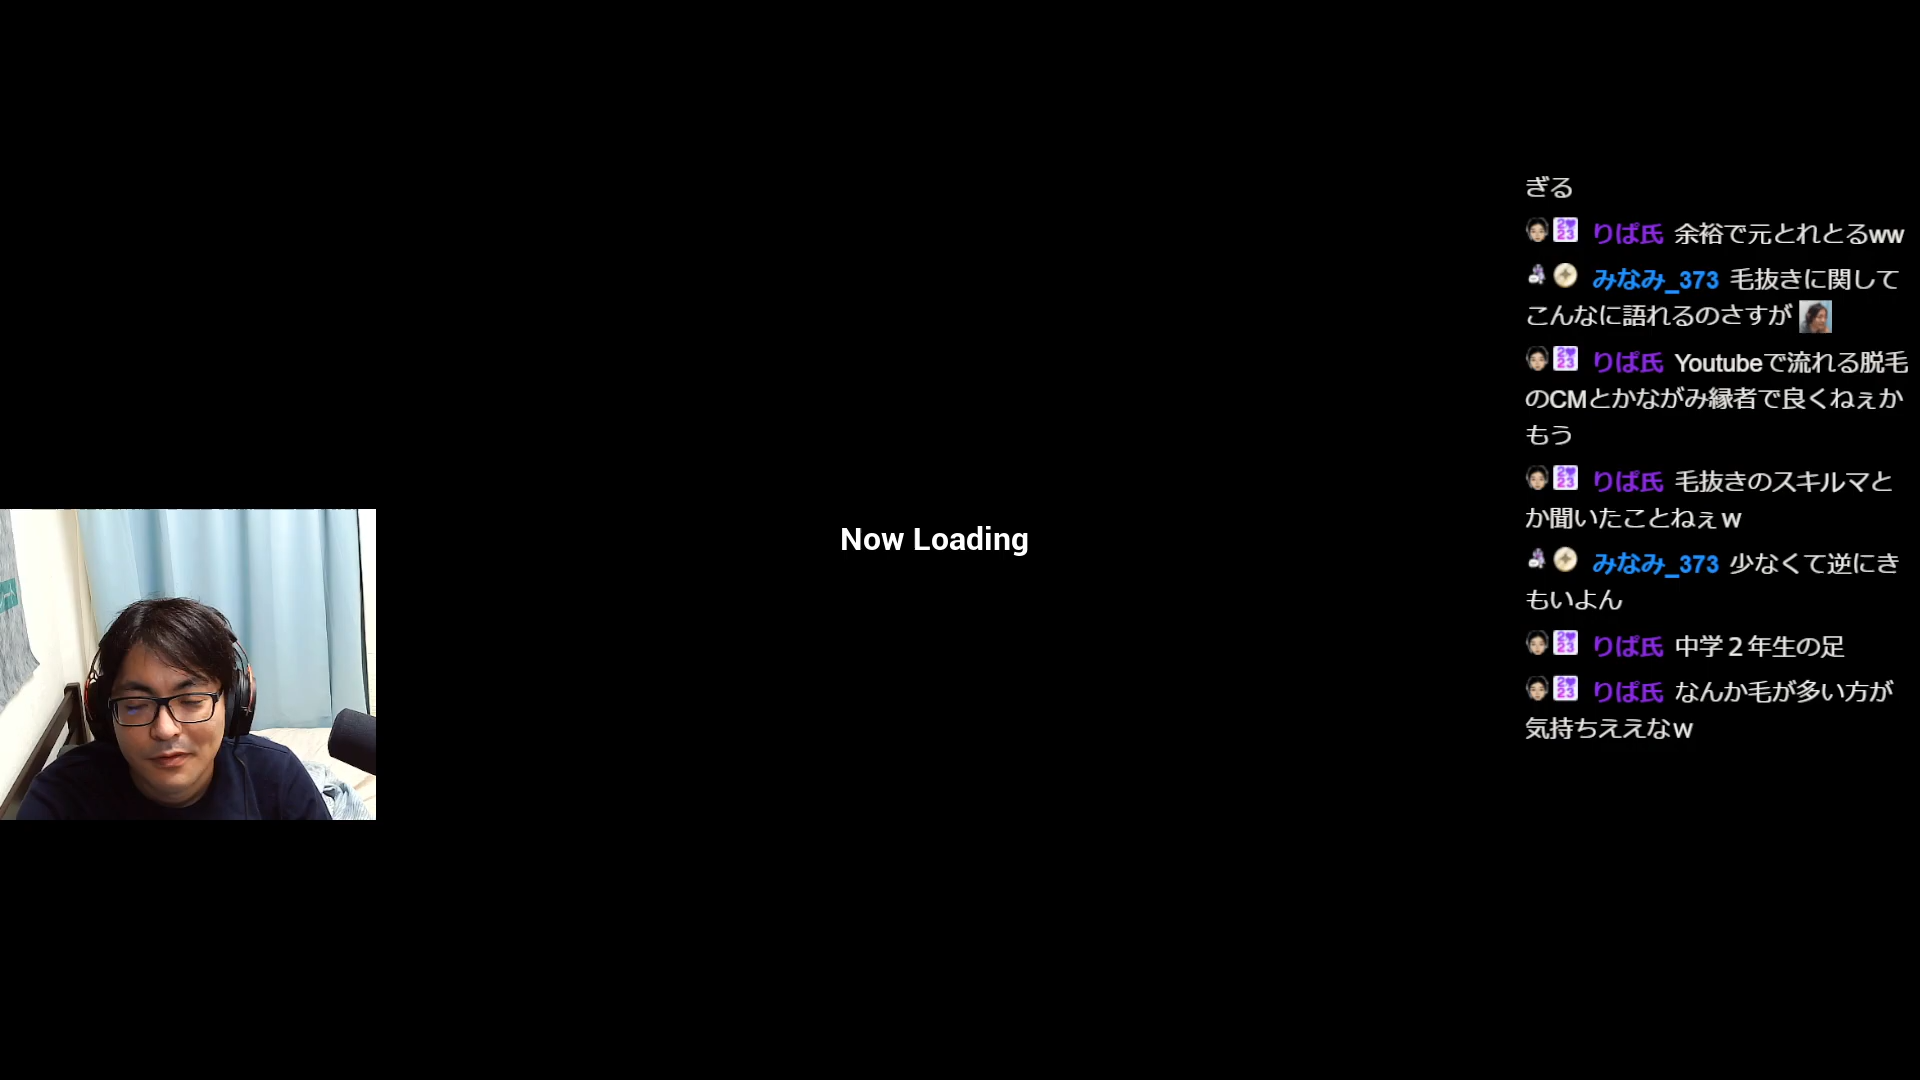 ぎる
りぱ氏 余裕で元とれとるww
みなみ_373 毛抜きに関して
こんなに語れるのさすが
りぱ氏 Youtubeで流れる脱毛
のCMとかながみ縁者で良くねぇか
もう
りぱ氏 毛抜きのスキルマと
か聞いたことねぇw
Now Loading
みなみ_373 少なくて逆にき
もいよん
りぱ氏 中学２年生の足
りぱ氏 なんか毛が多い方が
気持ちええなw